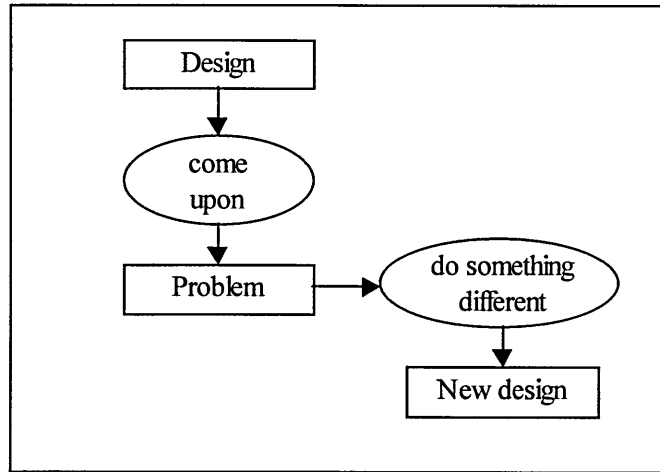 Design
come
upon
Problem
do something
different
New design